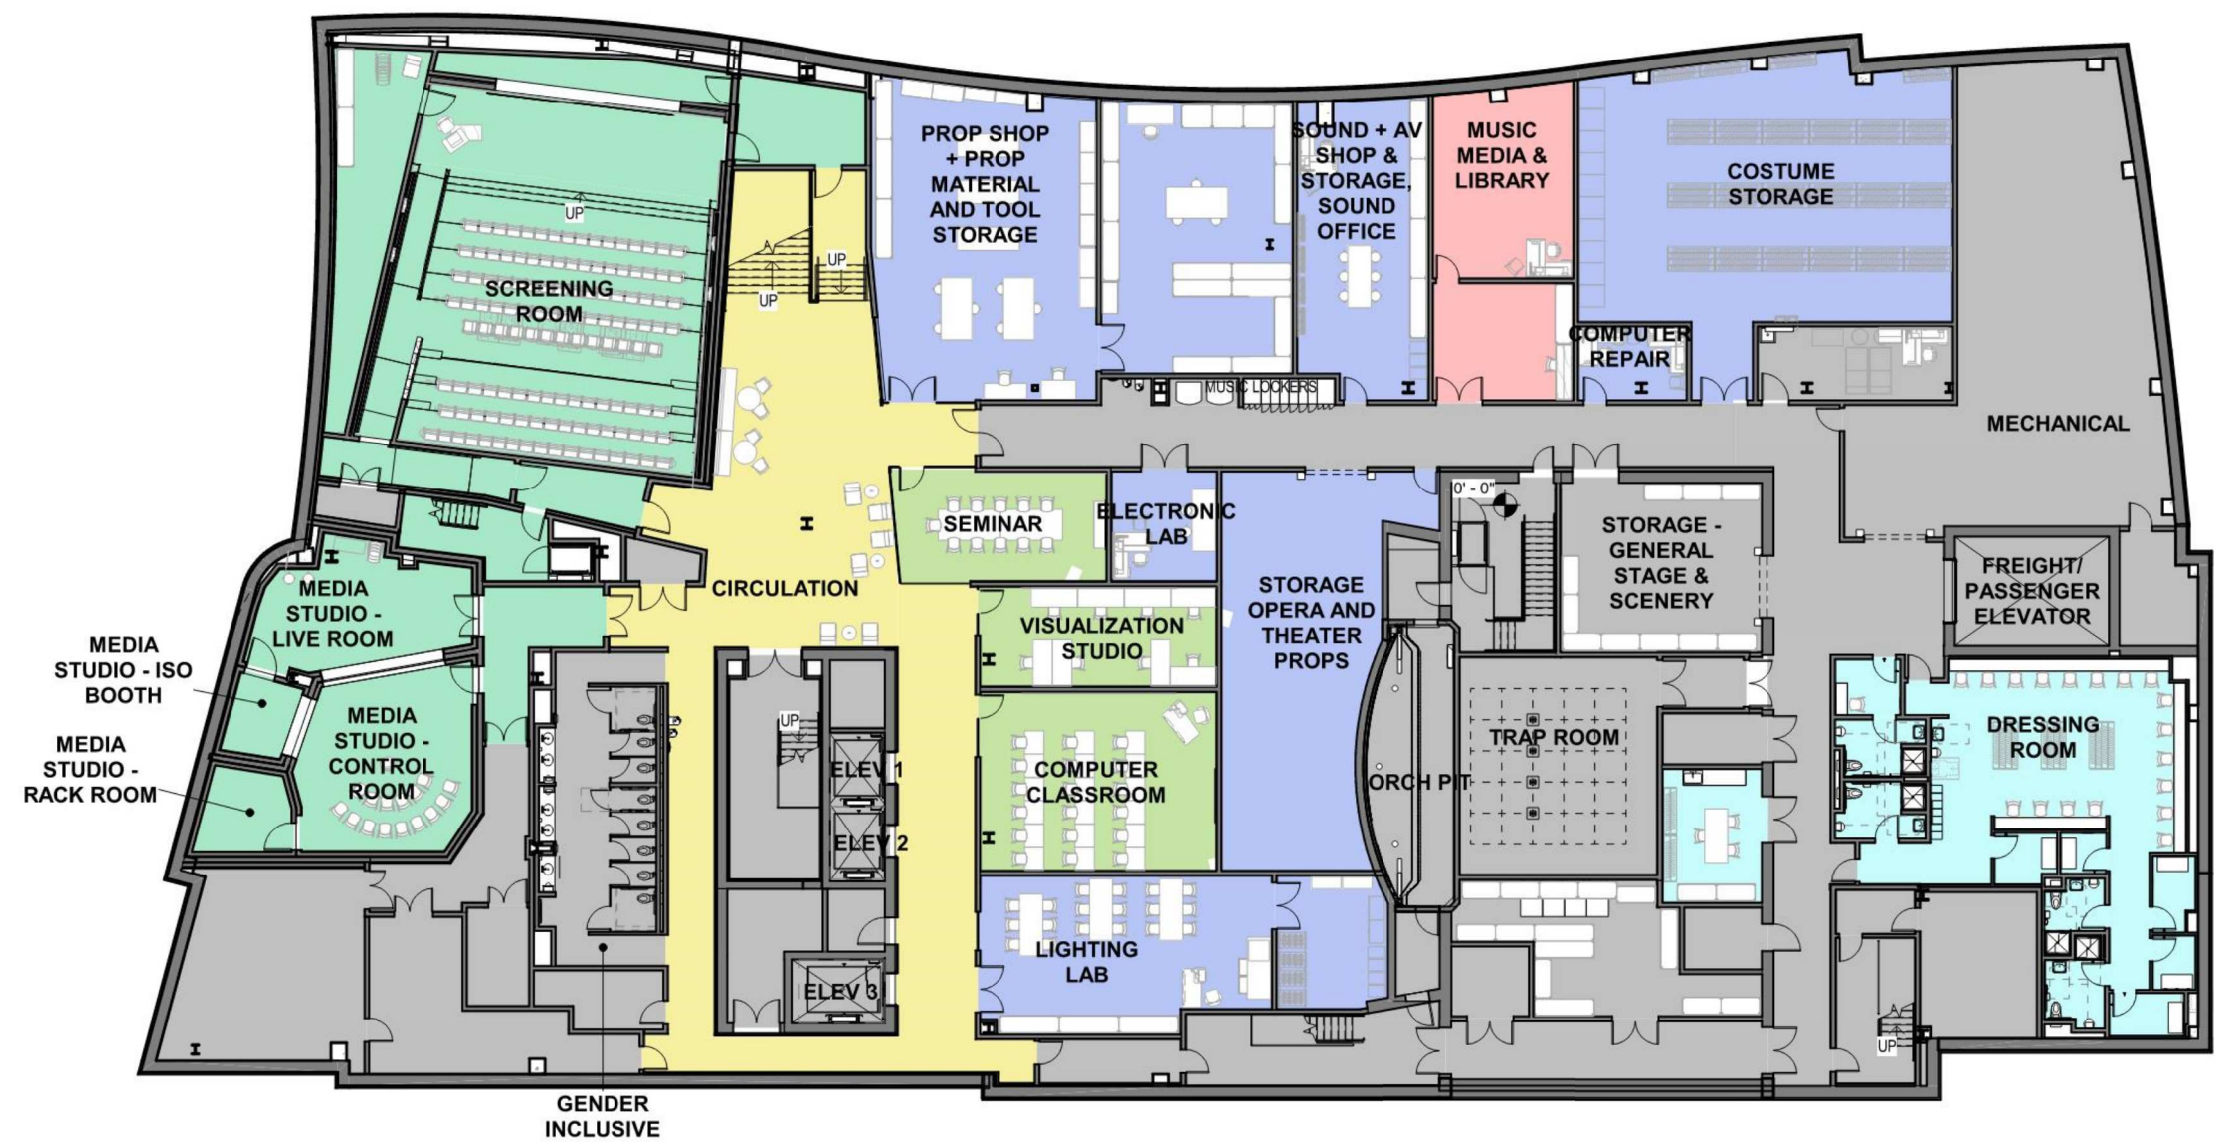 PROP SHOP
+ PROP
MATERIAL
AND TOOL
STORAGE
SOUND + AV
SHOP &
STORAGE,
SOUND
OFFICE
MUSIC
MEDIA &
LIBRARY
COSTUME
STORAGE
UP
UP
UP
SCREENING
ROOM
COMPUTER
REPAIR
MUSIC LOCKERS
MECHANICAL
SEMINAR
ELECTRONIC
LAB
0' - 0"
STORAGE -
GENERAL
STAGE &
SCENERY
FREIGHT/
PASSENGER
ELEVATOR
CIRCULATION
MEDIA
STUDIO -
LIVE ROOM
STORAGE
OPERA AND
THEATER
PROPS
VISUALIZATION
STUDIO
MEDIA
STUDIO - ISO
BOOTH
MEDIA
STUDIO -
CONTROL
ROOM
MEDIA
STUDIO -
RACK ROOM
UP
ELEV 1
ELEV 2
COMPUTER
CLASSROOM
ORCH PIT
TRAP ROOM
DRESSING
ROOM
LIGHTING
LAB
ELEV 3
UP
GENDER
INCLUSIVE